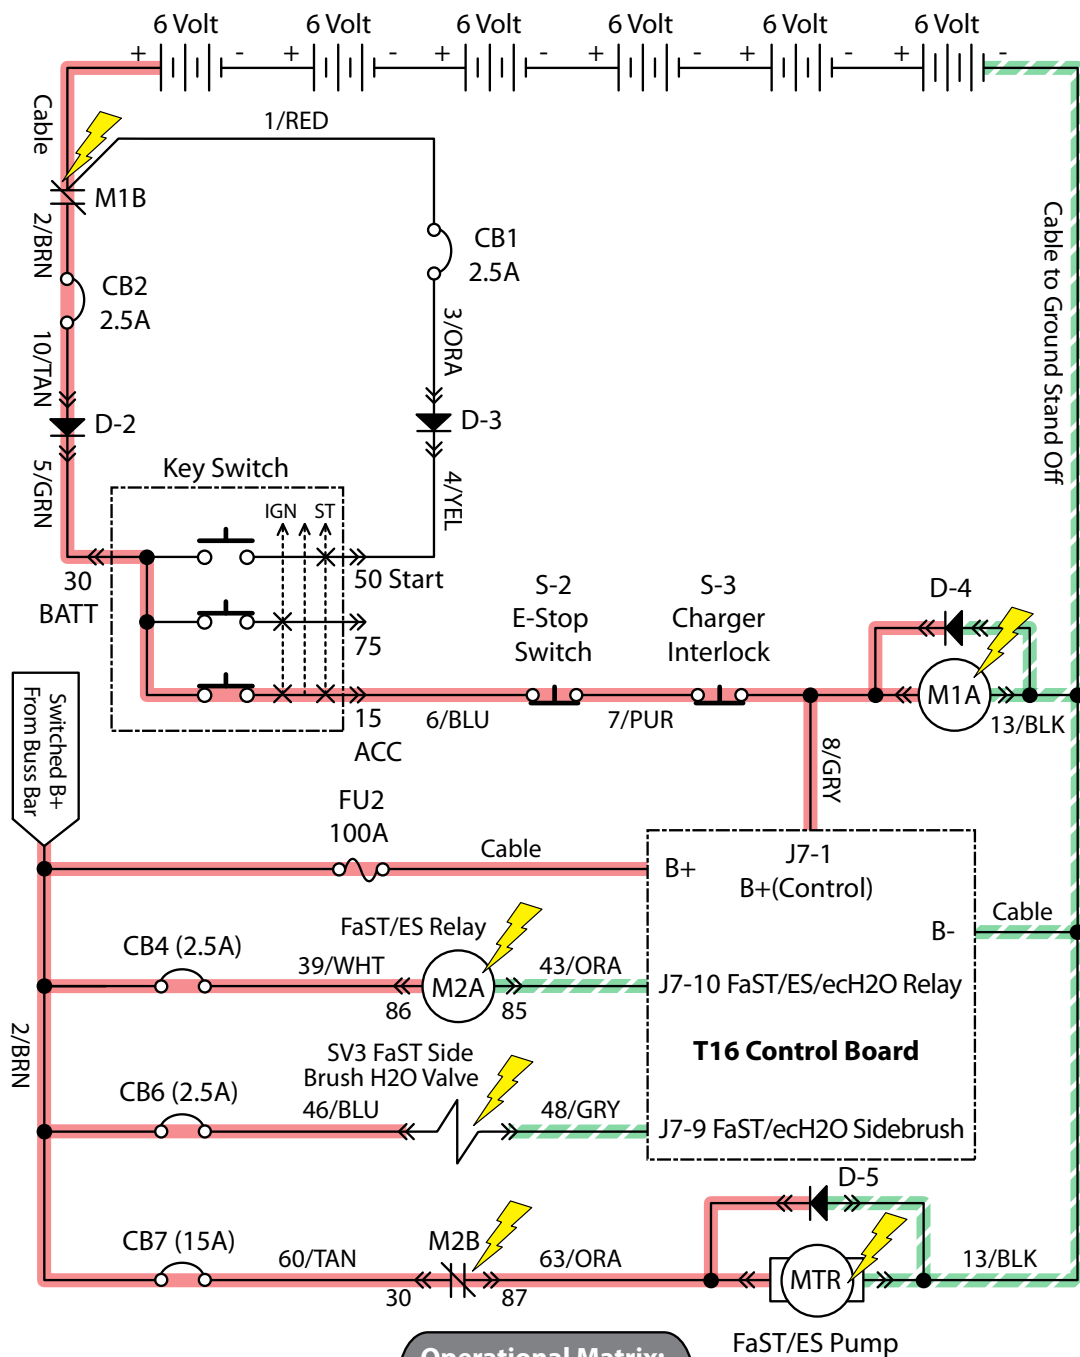 6 Volt 6 Volt 6 Volt 6 Volt 6 Volt 6 Volt
+ - + - + - + - + - + -
Cable
1/RED
M1B
2/BRN
CB1
2.5A
CB2
2.5A
Cable to Ground Stand Off
3/ORA
10/TAN
D-2
D-3
5/GRN
Key Switch
4/YEL
IGN ST
30
BATT
50 Start
75
15
ACC
S-2
E-Stop
Switch
S-3
Charger
Interlock
D-4
M1A
6/BLU
7/PUR
13/BLK
8/GRY
Switched B+
From Buss Bar
FU2
100A
Cable
B+
J7-1
B+(Control)
B-
Cable
FaST/ES Relay
CB4 (2.5A)
39/WHT
M2A
43/ORA
86
85
J7-10 FaST/ES/ecH2O Relay
2/BRN
T16 Control Board
SV3 FaST Side
Brush H2O Valve
CB6 (2.5A)
46/BLU
48/GRY
J7-9 FaST/ecH2O Sidebrush
D-5
CB7 (15A)
60/TAN
M2B
63/ORA
30
87
MTR
13/BLK
FaST/ES Pump
Operational Matrix: